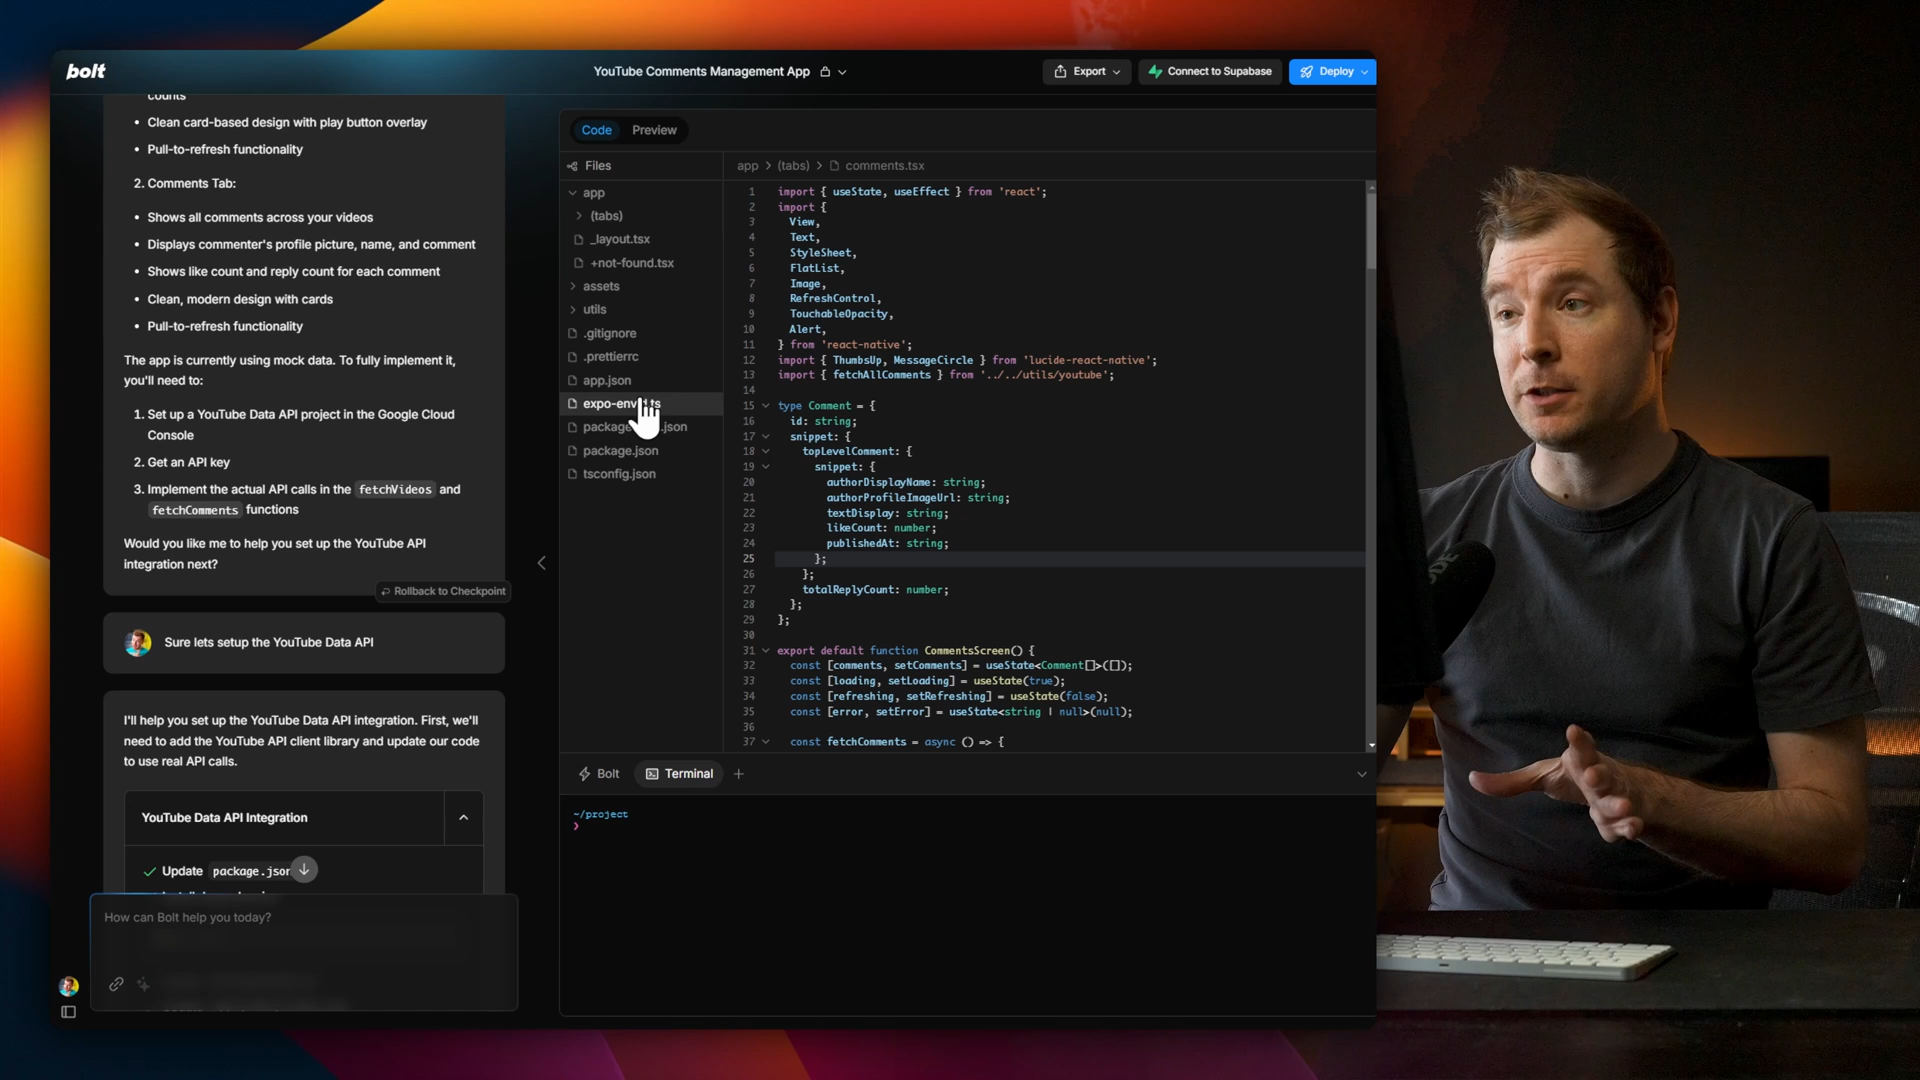 bolt
YouTube Comments Management App
Export
Connect to Supabase
Deploy
counts
• Clean card-based design with play button overlay
• Pull-to-refresh functionality
2. Comments Tab:
• Shows all comments across your videos
• Displays commenter's profile picture, name, and comment
• Shows like count and reply count for each comment
• Clean, modern design with cards
• Pull-to-refresh functionality
The app is currently using mock data. To fully implement it,
you'll need to:
1. Set up a YouTube Data API project in the Google Cloud
Console
2. Get an API key
3. Implement the actual API calls in the fetchVideos and
fetchComments functions
Would you like me to help you set up the YouTube API
integration next?
Rollback to Checkpoint
Sure lets setup the YouTube Data API
I'll help you set up the YouTube Data API integration. First, we'll
need to add the YouTube API client library and update our code
to use real API calls.
YouTube Data API Integration
Update package.json
How can Bolt help you today?
Code
Preview
Files
app
(tabs)
_layout.tsx
+not-found.tsx
assets
utils
.gitignore
.prettierrc
app.json
expo-env
.ts
package
.json
package.json
tsconfig.json
app > (tabs) > comments.tsx
1 import { useState, useEffect } from 'react';
2 import {
3 View,
4 Text,
5 StyleSheet,
6 FlatList,
7 Image,
8 RefreshControl,
9 TouchableOpacity,
10 Alert,
11 } from 'react-native';
12 import { ThumbsUp, MessageCircle } from 'lucide-react-native';
13 import { fetchAllComments } from '../../utils/youtube';
14
15 type Comment = {
16 id: string;
17 snippet: {
18 topLevelComment: {
19 snippet: {
20 authorDisplayName: string;
21 authorProfileImageUrl: string;
22 textDisplay: string;
23 likeCount: number;
24 publishedAt: string;
25 };
26 };
27 totalReplyCount: number;
28 };
29 };
30
31 export default function CommentsScreen() {
32 const [comments, setComments] = useState<Comment[]>([]);
33 const [loading, setLoading] = useState(true);
34 const [refreshing, setRefreshing] = useState(false);
35 const [error, setError] = useState<string | null>(null);
36
37 const fetchComments = async () => {
Bolt
Terminal
~/project
❯